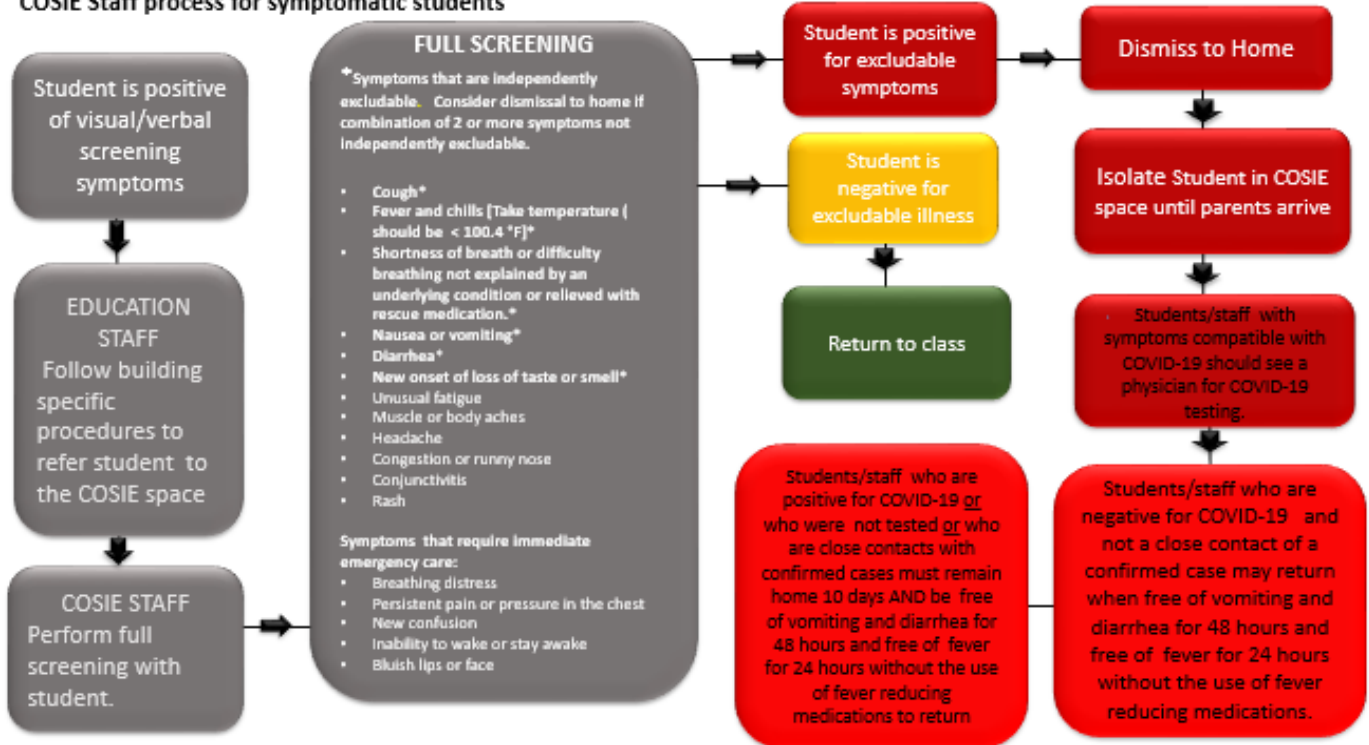 COSIE Staff process for symptomatic students
Student is positive
of visual/verbal
screening
symptoms
EDUCATION
STAFF
Follow building
specific
procedures to
refer student to
the COSIE space
COSIE STAFF
Perform full
screening with
student.
FULL SCREENING
*Symptoms that are independently
excludable. Consider dismissal to home if
combination of 2 or more symptoms not
independently excludable.
• Cough*
• Fever and chills [Take temperature (
should be < 100.4 °F]*
• Shortness of breath or difficulty
breathing not explained by an
underlying condition or relieved with
rescue medication.*
• Nausea or vomiting*
• Diarrhea*
• New onset of loss of taste or smell*
• Unusual fatigue
• Muscle or body aches
• Headache
• Congestion or runny nose
• Conjunctivitis
• Rash
Symptoms that require immediate
emergency care:
• Breathing distress
• Persistent pain or pressure in the chest
• New confusion
• Inability to wake or stay awake
• Bluish lips or face
Student is positive
for excludable
symptoms
Dismiss to Home
Student is
negative for
excludable illness
Return to class
Isolate Student in COSIE
space until parents arrive
Students/staff with
symptoms compatible with
COVID-19 should see a
physician for COVID-19
testing.
Students/staff who are
negative for COVID-19 and
not a close contact of a
confirmed case may return
when free of vomiting and
diarrhea for 48 hours and
free of fever for 24 hours
without the use of fever
reducing medications.
Students/staff who are
positive for COVID-19 or
who were not tested or who
are close contacts with
confirmed cases must remain
home 10 days AND be free
of vomiting and diarrhea for
48 hours and free of fever
for 24 hours without the use
of fever reducing
medications to return